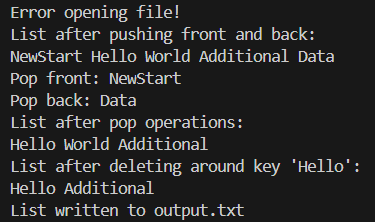 Error opening file!
List after pushing front and back:
NewStart Hello World Additional Data
Pop front: NewStart
Pop back: Data
List after pop operations:
Hello World Additional
List after deleting around key 'Hello':
Hello Additional
List written to output.txt